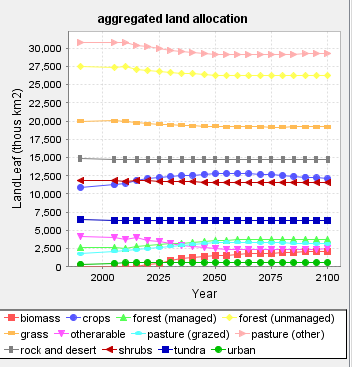 aggregated land allocation
LandLeaf (thous km2)
30,000
27,500
25,000
22,500
20,000
17,500
15,000
12,500
10,000
7,500
5,000
2,500
0
2000 2025 2050 2075 2100
Year
biomass crops forest (managed) forest (unmanaged)
grass otherarable pasture (grazed) pasture (other)
rock and desert shrubs tundra urban